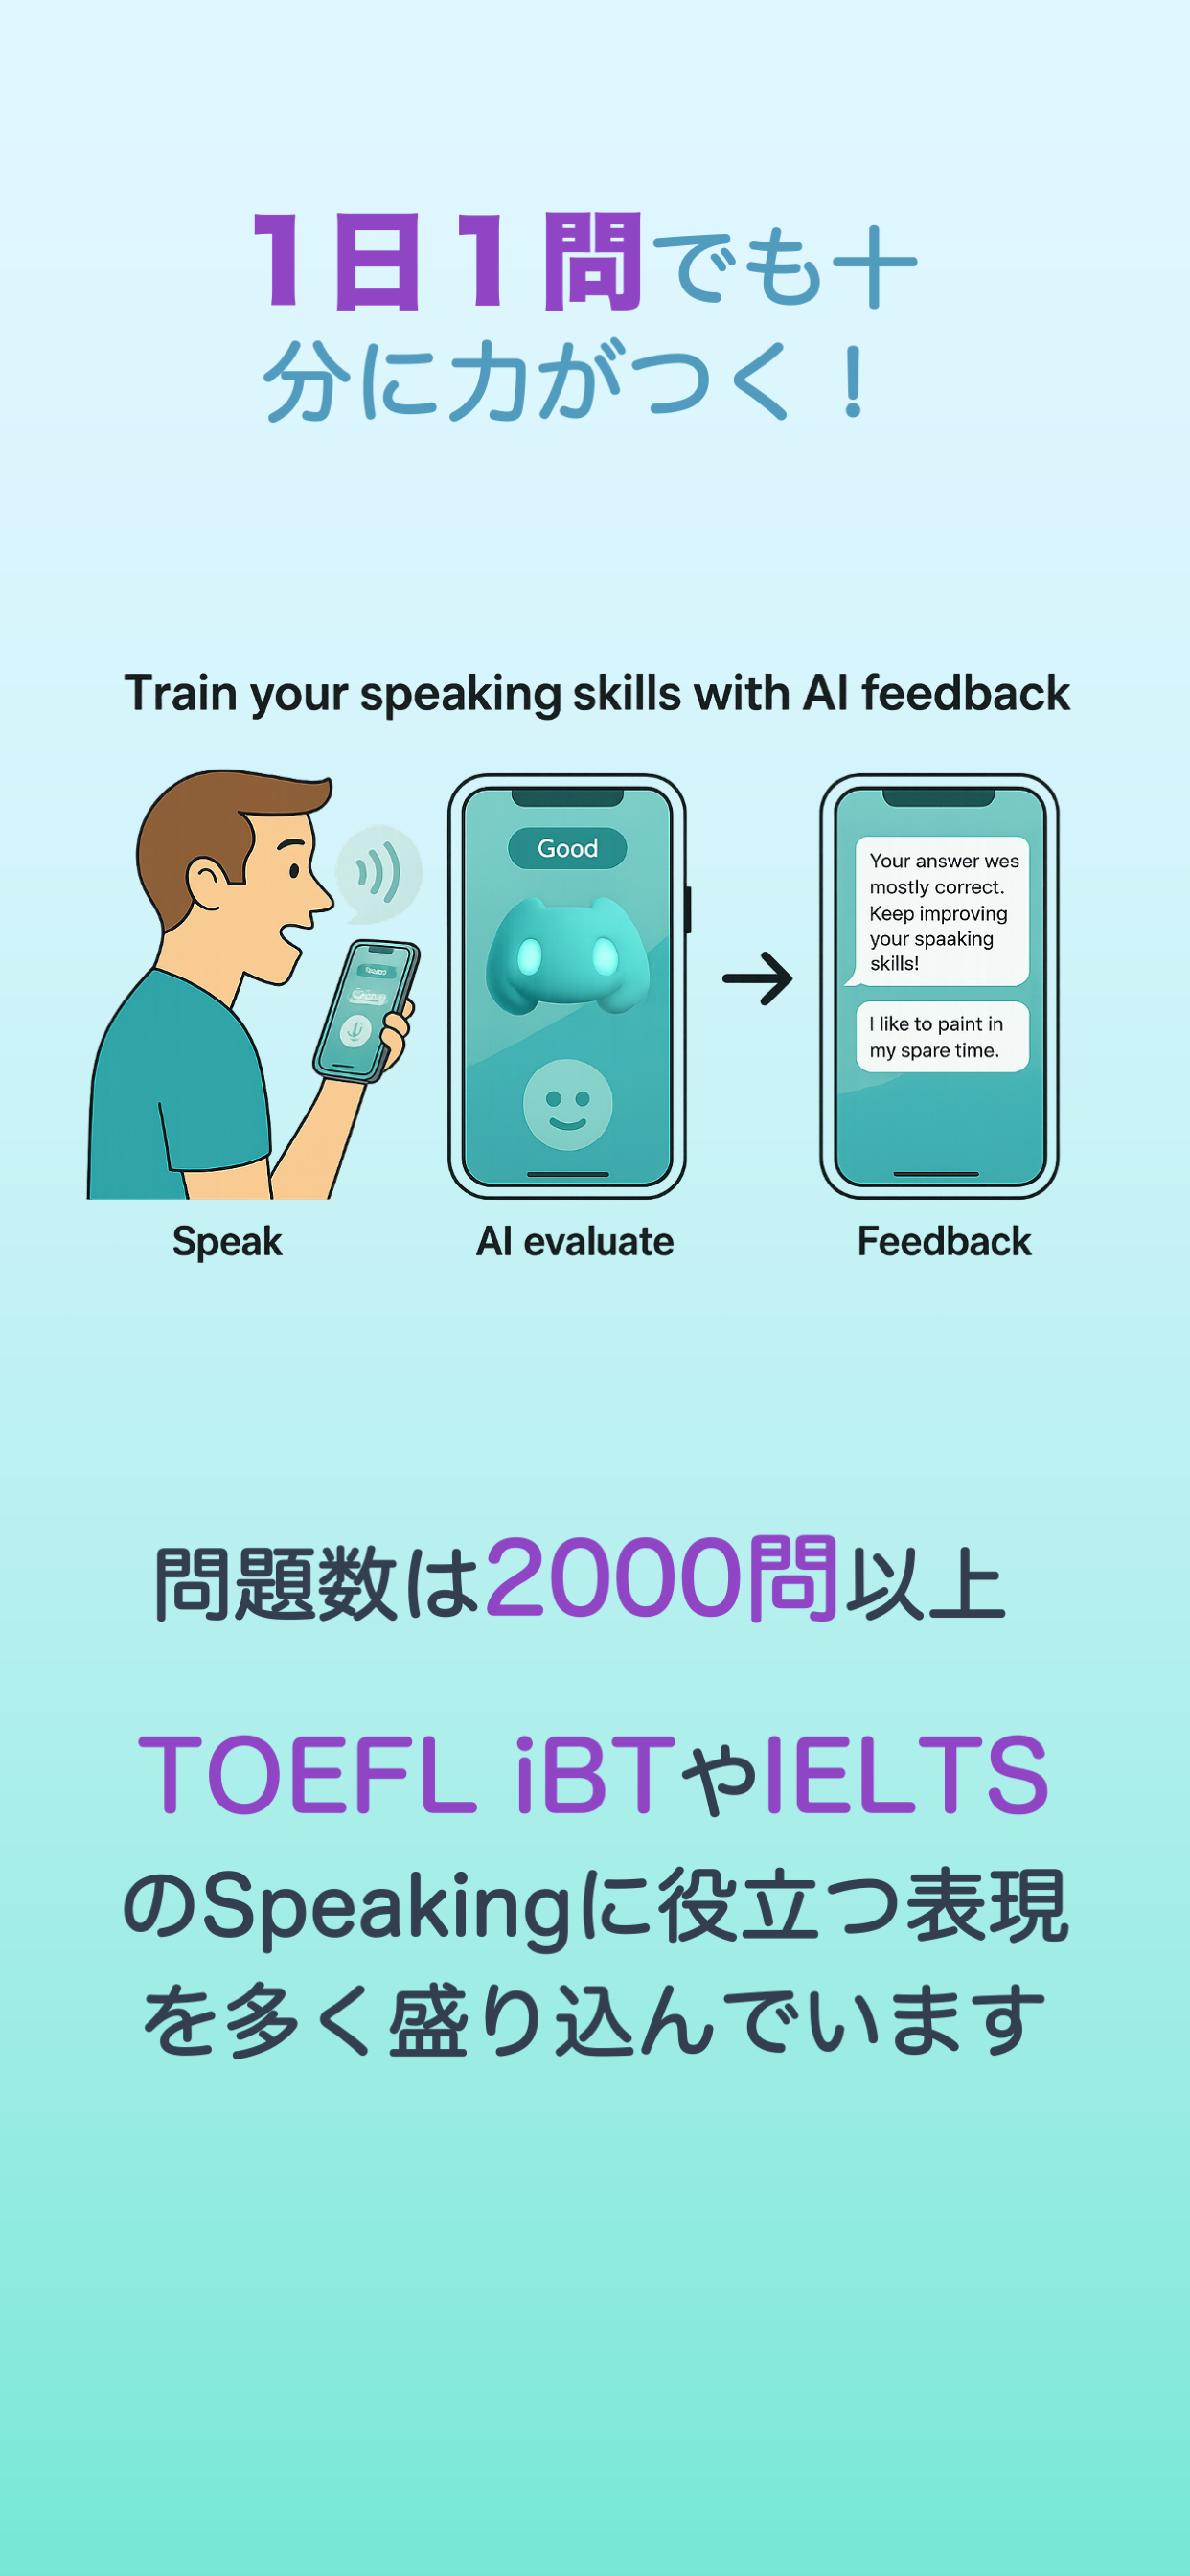 1日1問でも十
分に力がつく！
Train your speaking skills with AI feedback
Good
Your answer wes
mostly correct.
Keep improving
your spaaking
skills!
I like to paint in
my spare time.
Speak
AI evaluate
Feedback
問題数は2000問以上
TOEFL iBTやIELTS
のSpeakingに役立つ表現
を多く盛り込んでいます